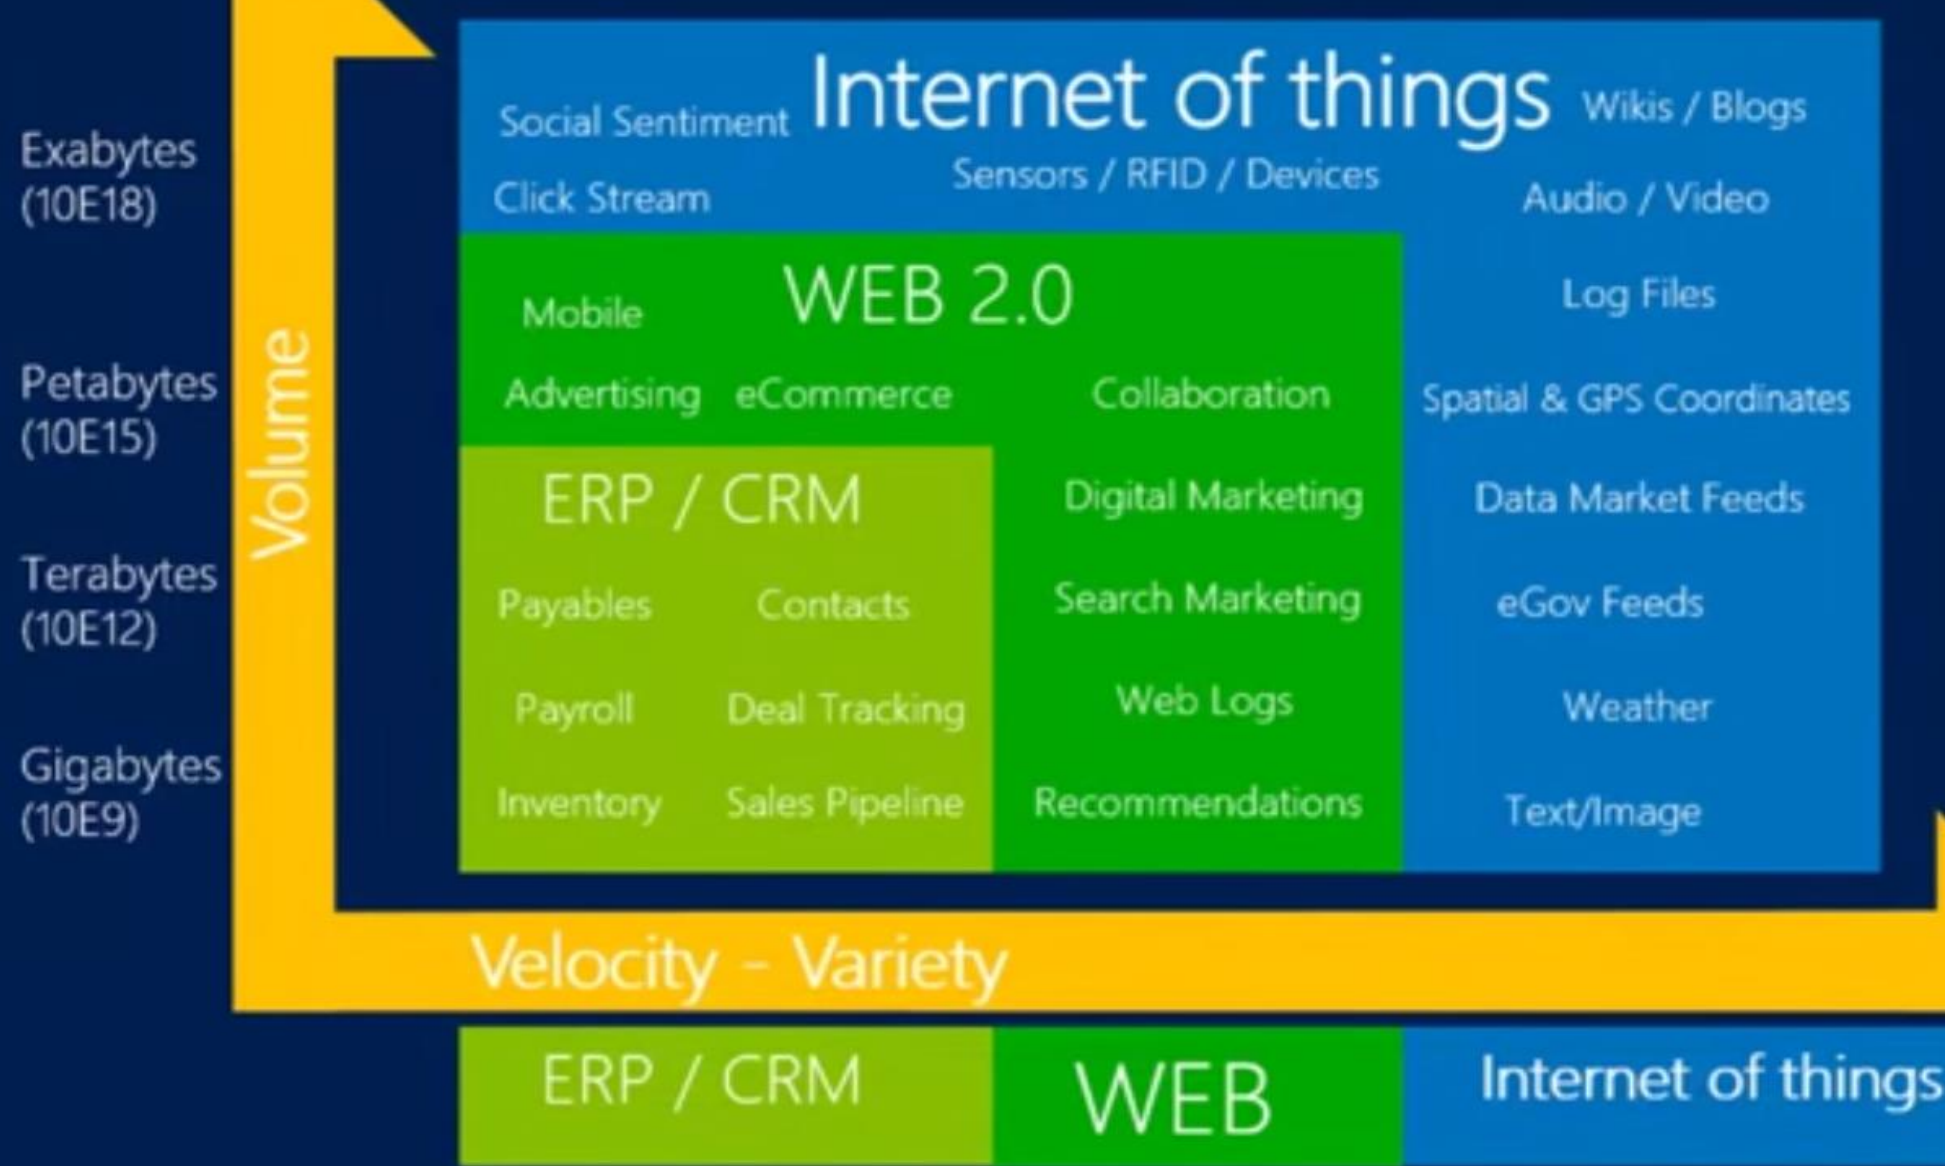 Internet of things
Social Sentiment
Wikis / Blogs
Sensors / RFID / Devices
Click Stream
Audio / Video
Exabytes
(10E18)
WEB 2.0
Mobile
Log Files
Advertising
eCommerce
Collaboration
Spatial & GPS Coordinates
Petabytes
(10E15)
Volume
ERP / CRM
Digital Marketing
Data Market Feeds
Payables
Contacts
Search Marketing
eGov Feeds
Terabytes
(10E12)
Payroll
Deal Tracking
Web Logs
Weather
Inventory
Sales Pipeline
Recommendations
Text/Image
Gigabytes
(10E9)
Velocity - Variety
ERP / CRM
WEB
Internet of things